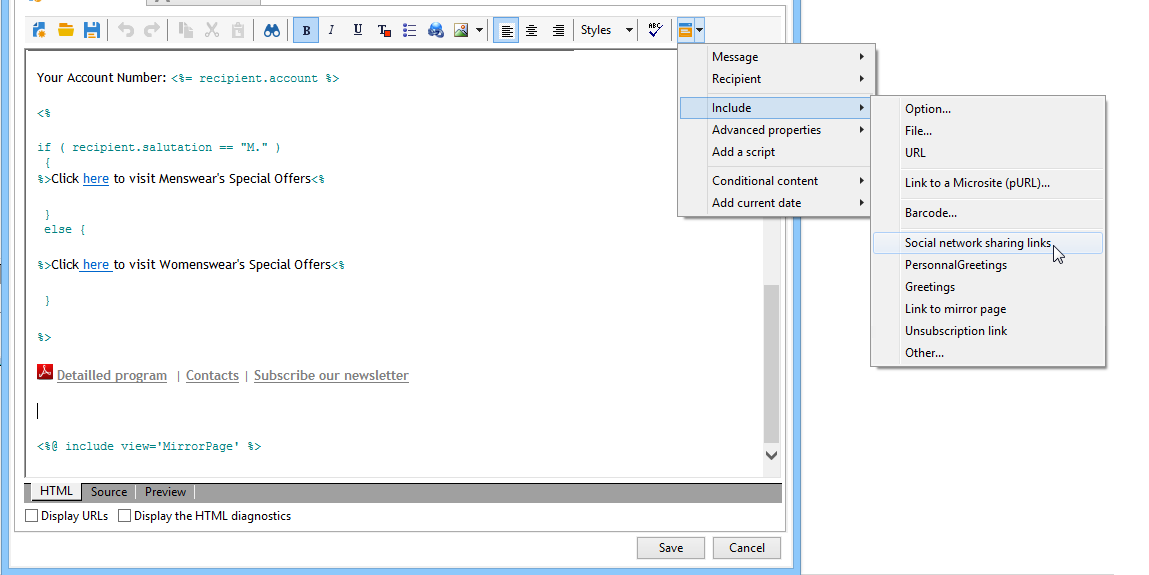 B I U T Styles ABC
Your Account Number: <%= recipient.account %>
<%
if ( recipient.salutation == "M." )
{
%>Click here to visit Menswear's Special Offers<%
}
else {
%>Click here to visit Womenswear's Special Offers<%
}
%>
Detailled program | Contacts | Subscribe our newsletter
<%@ include view='MirrorPage' %>
HTML Source Preview
Display URLs Display the HTML diagnostics
Save Cancel
Message
Recipient
Include
Advanced properties
Add a script
Conditional content
Add current date
Option...
File...
URL
Link to a Microsite (pURL)...
Barcode...
Social network sharing links
PersonnalGreetings
Greetings
Link to mirror page
Unsubscription link
Other...